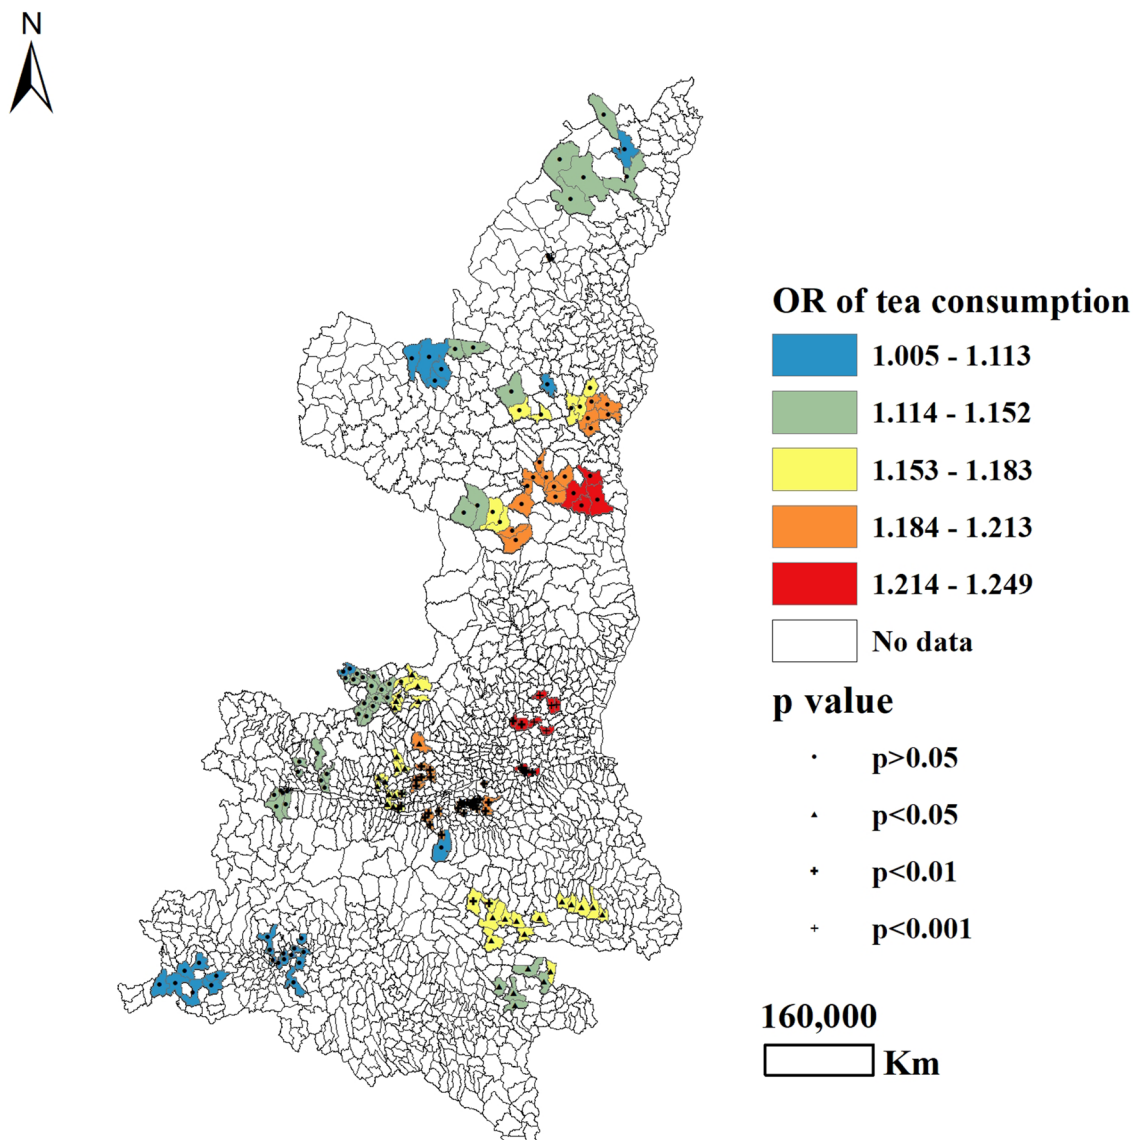 N
OR of tea consumption
1.005 - 1.113
1.114 - 1.152
1.153 - 1.183
1.184 - 1.213
1.214 - 1.249
No data
p value
p>0.05
p<0.05
p<0.01
p<0.001
160,000
Km